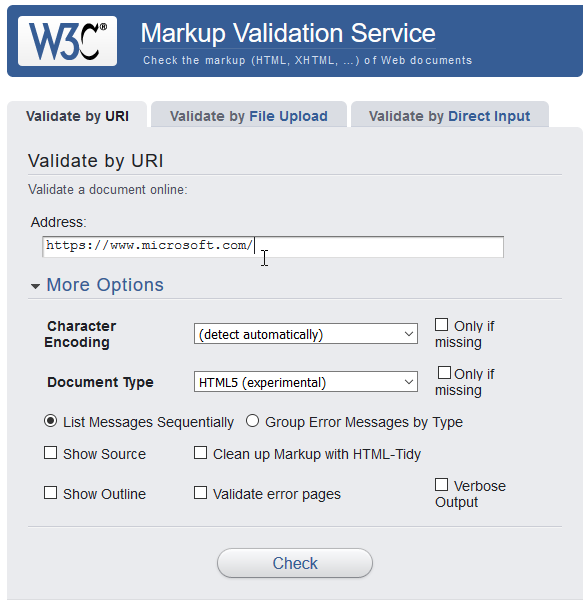 W3C®
Markup Validation Service
Check the markup (HTML, XHTML, …) of Web documents
Validate by URI
Validate by File Upload
Validate by Direct Input
Validate by URI
Validate a document online:
Address:
https://www.microsoft.com/
More Options
Character
Encoding
(detect automatically)
Only if
missing
Document Type
HTML5 (experimental)
Only if
missing
List Messages Sequentially
Group Error Messages by Type
Show Source
Clean up Markup with HTML-Tidy
Show Outline
Validate error pages
Verbose
Output
Check